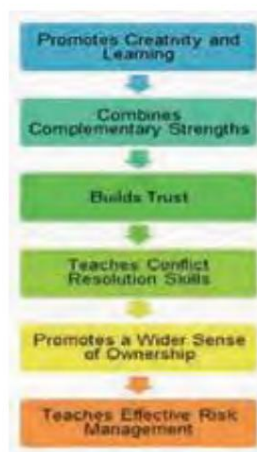 Promotes Creativity and
Learning
Combines
Complementary Strengths
Builds Trust
Teaches Conflict
Resolution Skills
Promotes a Wider Sense
of Ownership
Teaches Effective Risk
Management